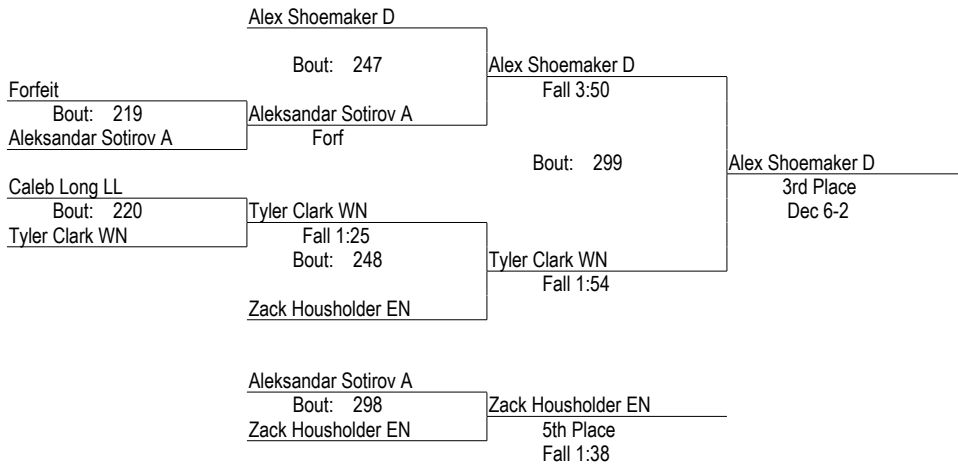 Alex Shoemaker D
Bout: 247
Alex Shoemaker D
Forfeit
Fall 3:50
Bout: 219
Aleksandar Sotirov A
Aleksandar Sotirov A
Forf
Bout: 299
Alex Shoemaker D
Caleb Long LL
3rd Place
Bout: 220
Tyler Clark WN
Dec 6-2
Tyler Clark WN
Fall 1:25
Bout: 248
Tyler Clark WN
Fall 1:54
Zack Housholder EN
Aleksandar Sotirov A
Bout: 298
Zack Housholder EN
Zack Housholder EN
5th Place
Fall 1:38